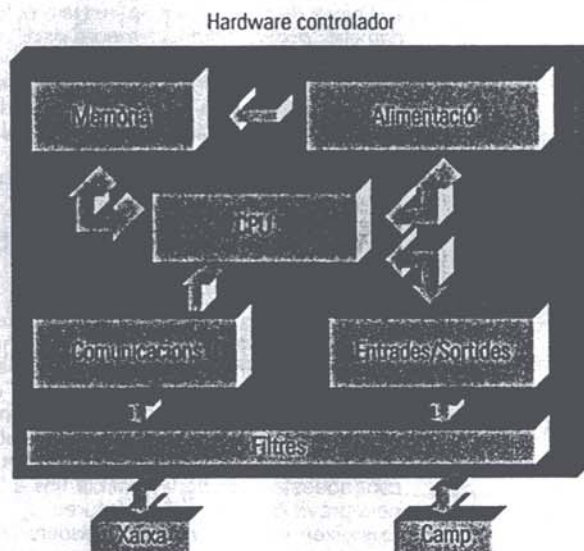 Hardware controlador
Memòria
Alimentació
CPU
Comunicacions
Entrades/Sortides
Filtres
Xarxa
Camp